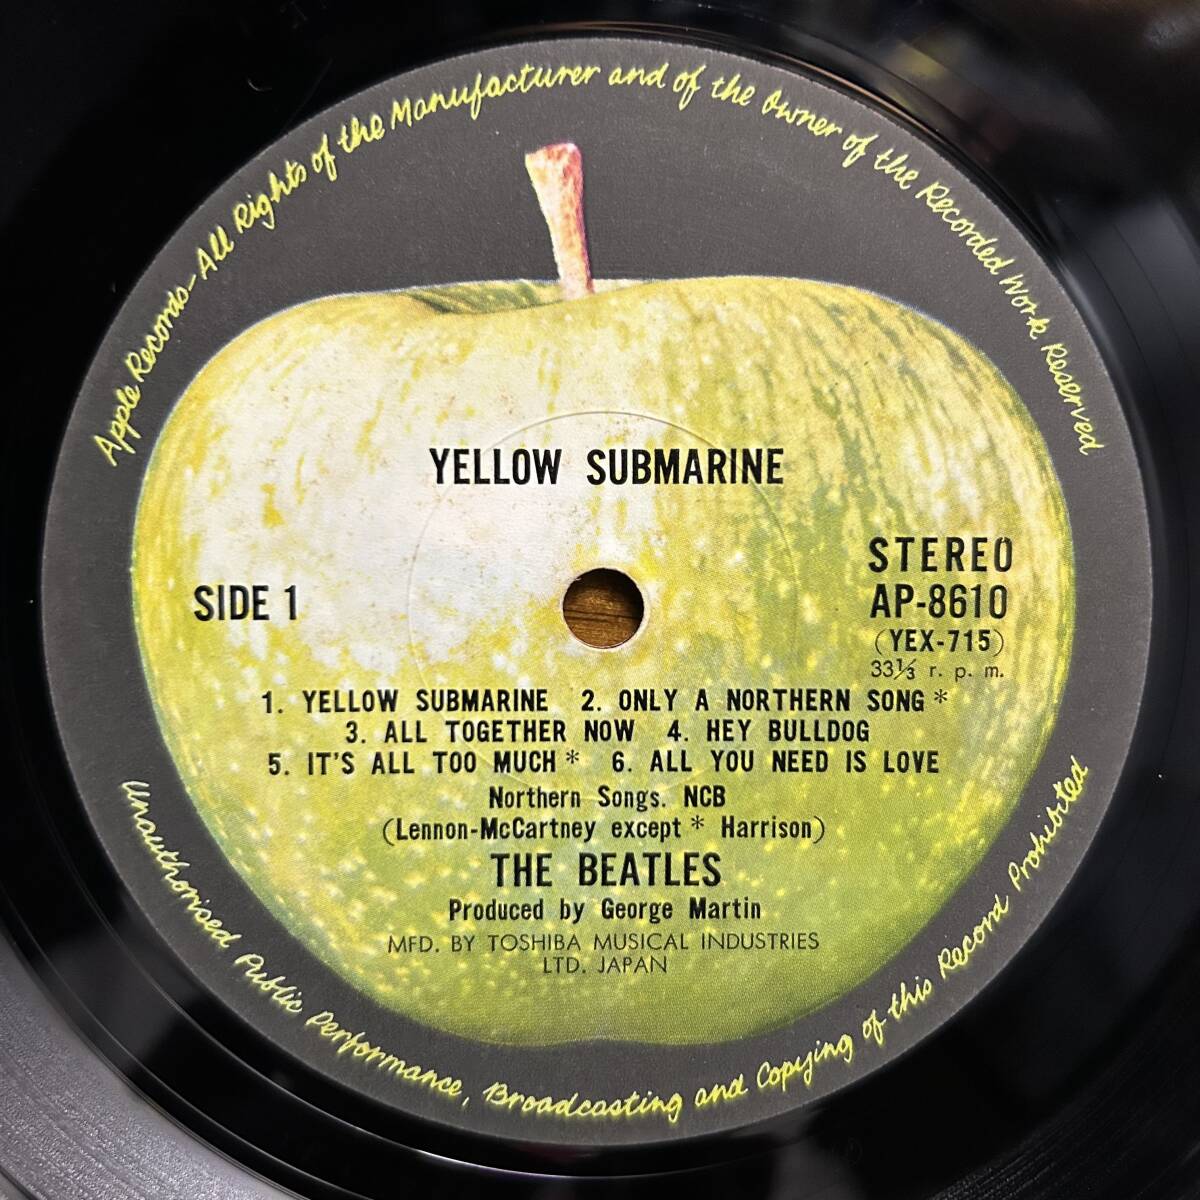 Apple Records-All Rights of the Manufacturer and of the Owner of the Recorded Work Reserved
YELLOW SUBMARINE
STEREO
SIDE 1
AP-8610
(YEX-715)
33⅓ r. p. m.
1. YELLOW SUBMARINE 2. ONLY A NORTHERN SONG *
3. ALL TOGETHER NOW 4. HEY BULLDOG
5. IT'S ALL TOO MUCH * 6. ALL YOU NEED IS LOVE
Northern Songs. NCB
(Lennon-McCartney except * Harrison)
THE BEATLES
Produced by George Martin
MFD. BY TOSHIBA MUSICAL INDUSTRIES
LTD. JAPAN
Unauthorised Public Performance, Broadcasting and Copying of this Record Prohibited